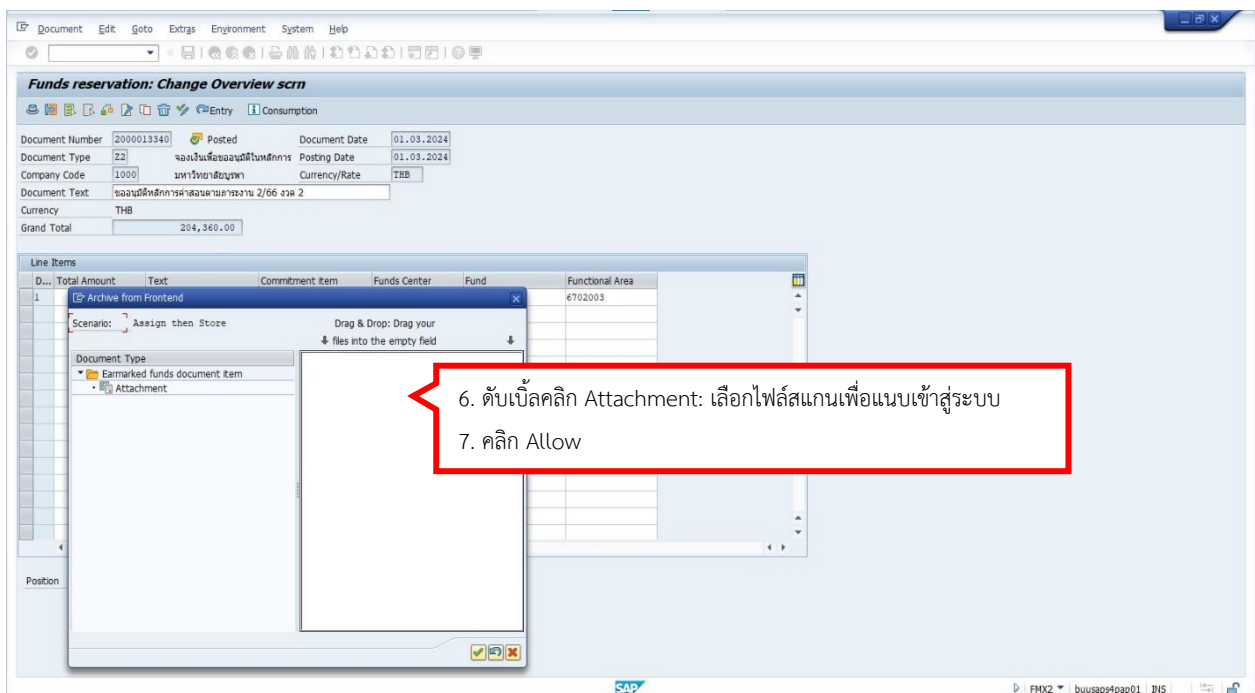 Document Edit Goto Extras Environment System Help
Funds reservation: Change Overview scrn
Entry Consumption
Document Number 2000013340 Posted Document Date 01.03.2024
Document Type Z2 จองเงินเพื่อขออนุมัติในหลักการ Posting Date 01.03.2024
Company Code 1000 มหาวิทยาลัยบูรพา Currency/Rate THB
Document Text ขออนุมัติหลักการค่าสอนตามภาระงาน 2/66 งวด 2
Currency THB
Grand Total 204,360.00
Line Items
D... Total Amount Text Commitment item Funds Center Fund Functional Area
1 6702003
Archive from Frontend
Scenario: Assign then Store Drag & Drop: Drag your
files into the empty field
Document Type
Earmarked funds document item
Attachment
6. ดับเบิ้ลคลิก Attachment: เลือกไฟล์สแกนเพื่อแนบเข้าสู่ระบบ
7. คลิก Allow
Position
SAP
FMX2 buusaps4pap01 INS